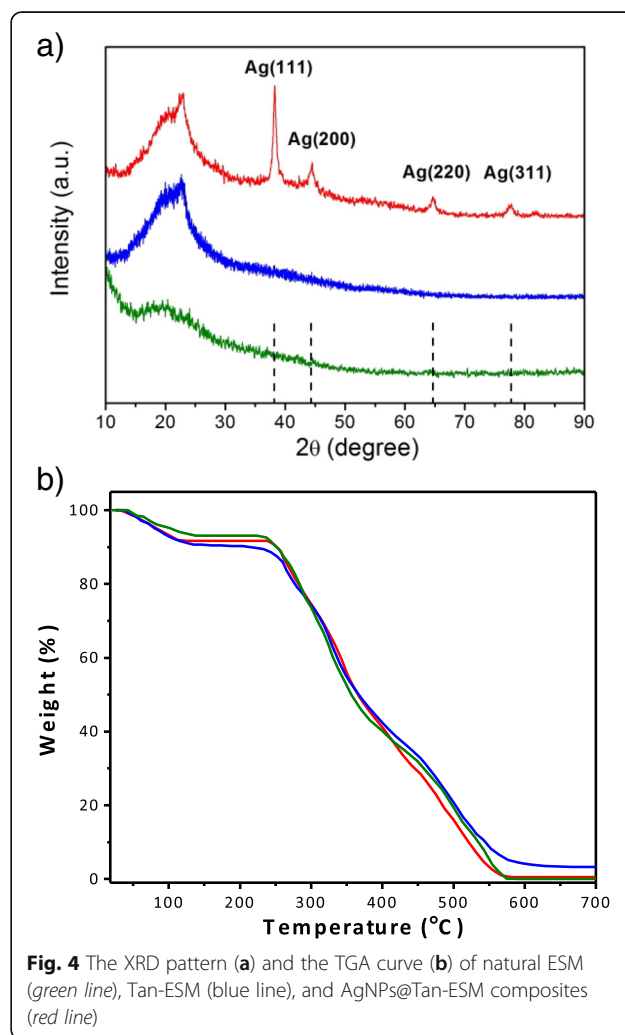 a)
Ag(111)
Ag(200)
Ag(220) Ag(311)
Intensity (a.u.)
10 20 30 40 50 60 70 80 90
2θ (degree)
b)
100
80
60
40
20
0
Weight (%)
100 200 300 400 500 600 700
Temperature (°C)
Fig. 4 The XRD pattern (a) and the TGA curve (b) of natural ESM
(green line), Tan-ESM (blue line), and AgNPs@Tan-ESM composites
(red line)